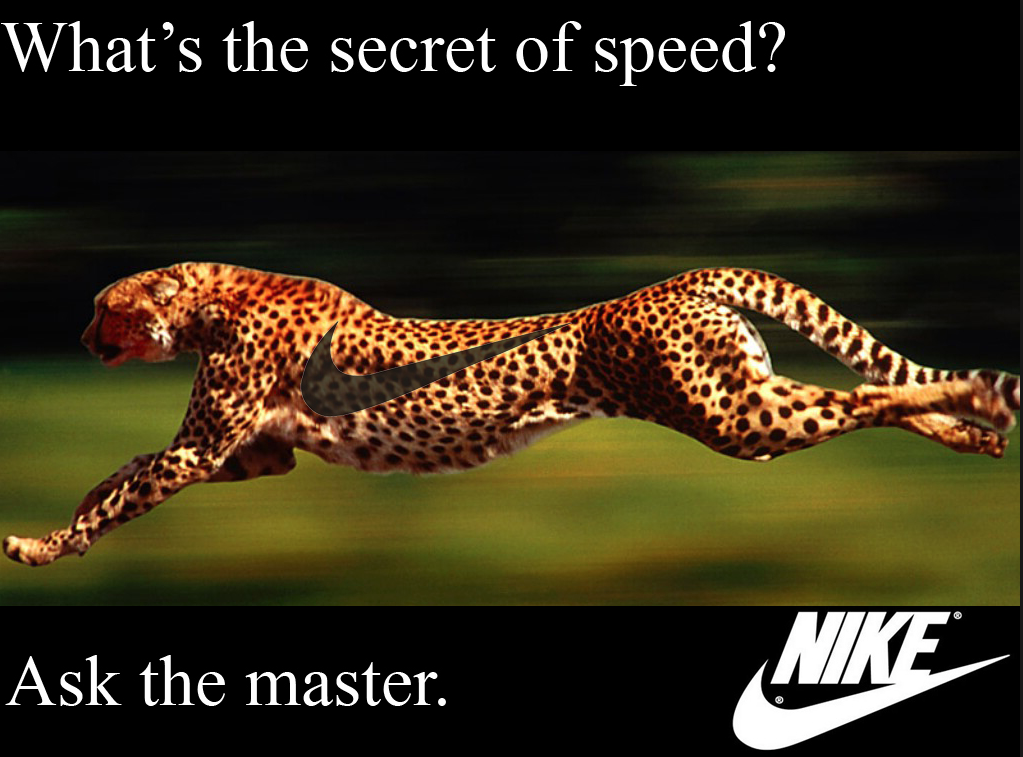 What’s the secret of speed?
Ask the master.
NIKE®
®